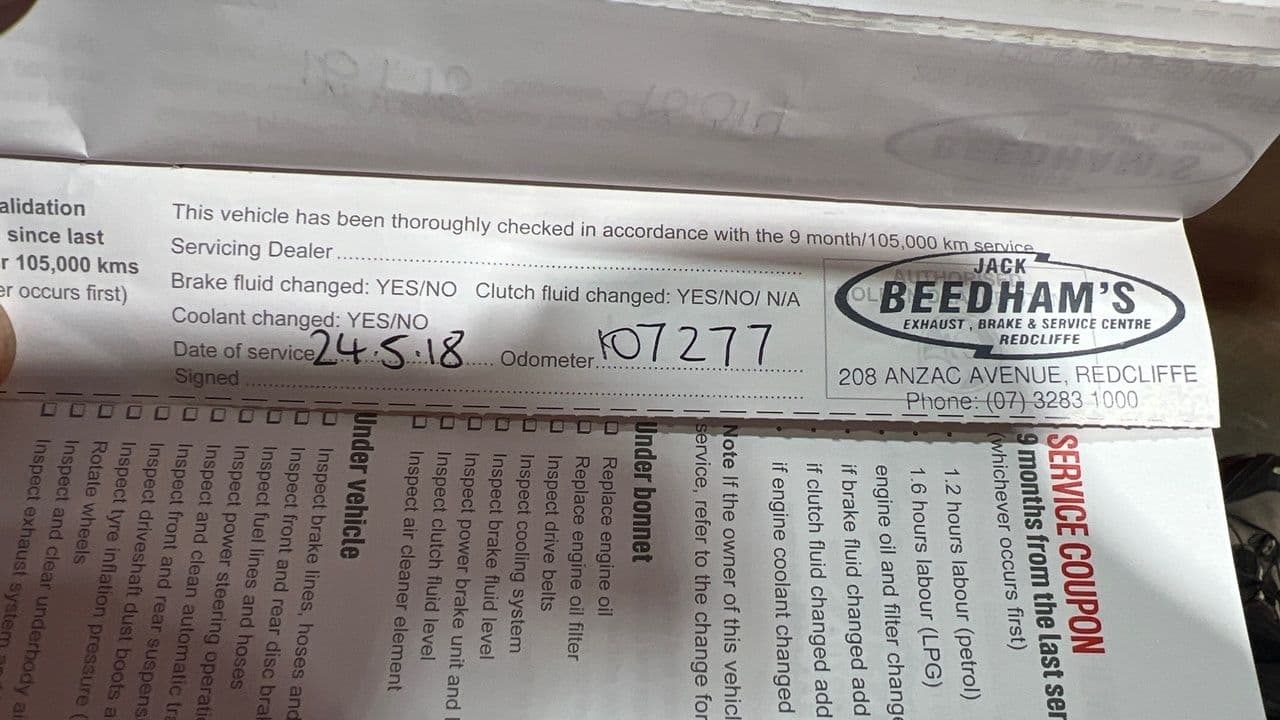 alidation
since last
r 105,000 kms
er occurs first)
This vehicle has been thoroughly checked in accordance with the 9 month/105,000 km service
Servicing Dealer
Brake fluid changed: YES/NO Clutch fluid changed: YES/NO/ N/A
Coolant changed: YES/NO
Date of service 24.5.18 Odometer 107277
Signed
AUTHORISED
JACK
BEEDHAM'S
EXHAUST, BRAKE & SERVICE CENTRE
REDCLIFFE
208 ANZAC AVENUE, REDCLIFFE
Phone: (07) 3283 1000
SERVICE COUPON
9 months from the last ser
(whichever occurs first)
1.2 hours labour (petrol)
1.6 hours labour (LPG)
engine oil and filter change
if brake fluid changed add
if clutch fluid changed add
if engine coolant changed
Note If the owner of this vehicl
service, refer to the change for
Under bonnet
Replace engine oil
Replace engine oil filter
Inspect drive belts
Inspect cooling system
Inspect brake fluid level
Inspect power brake unit and
Inspect clutch fluid level
Inspect air cleaner element
Under vehicle
Inspect brake lines, hoses and
Inspect front and rear disc bra
Inspect fuel lines and hoses
Inspect power steering operati
Inspect and clean automatic tra
Inspect front and rear suspens
Inspect driveshaft dust boots a
Inspect tyre inflation pressure (
Rotate wheels
Inspect and clear underbody a
Inspect exhaust system and